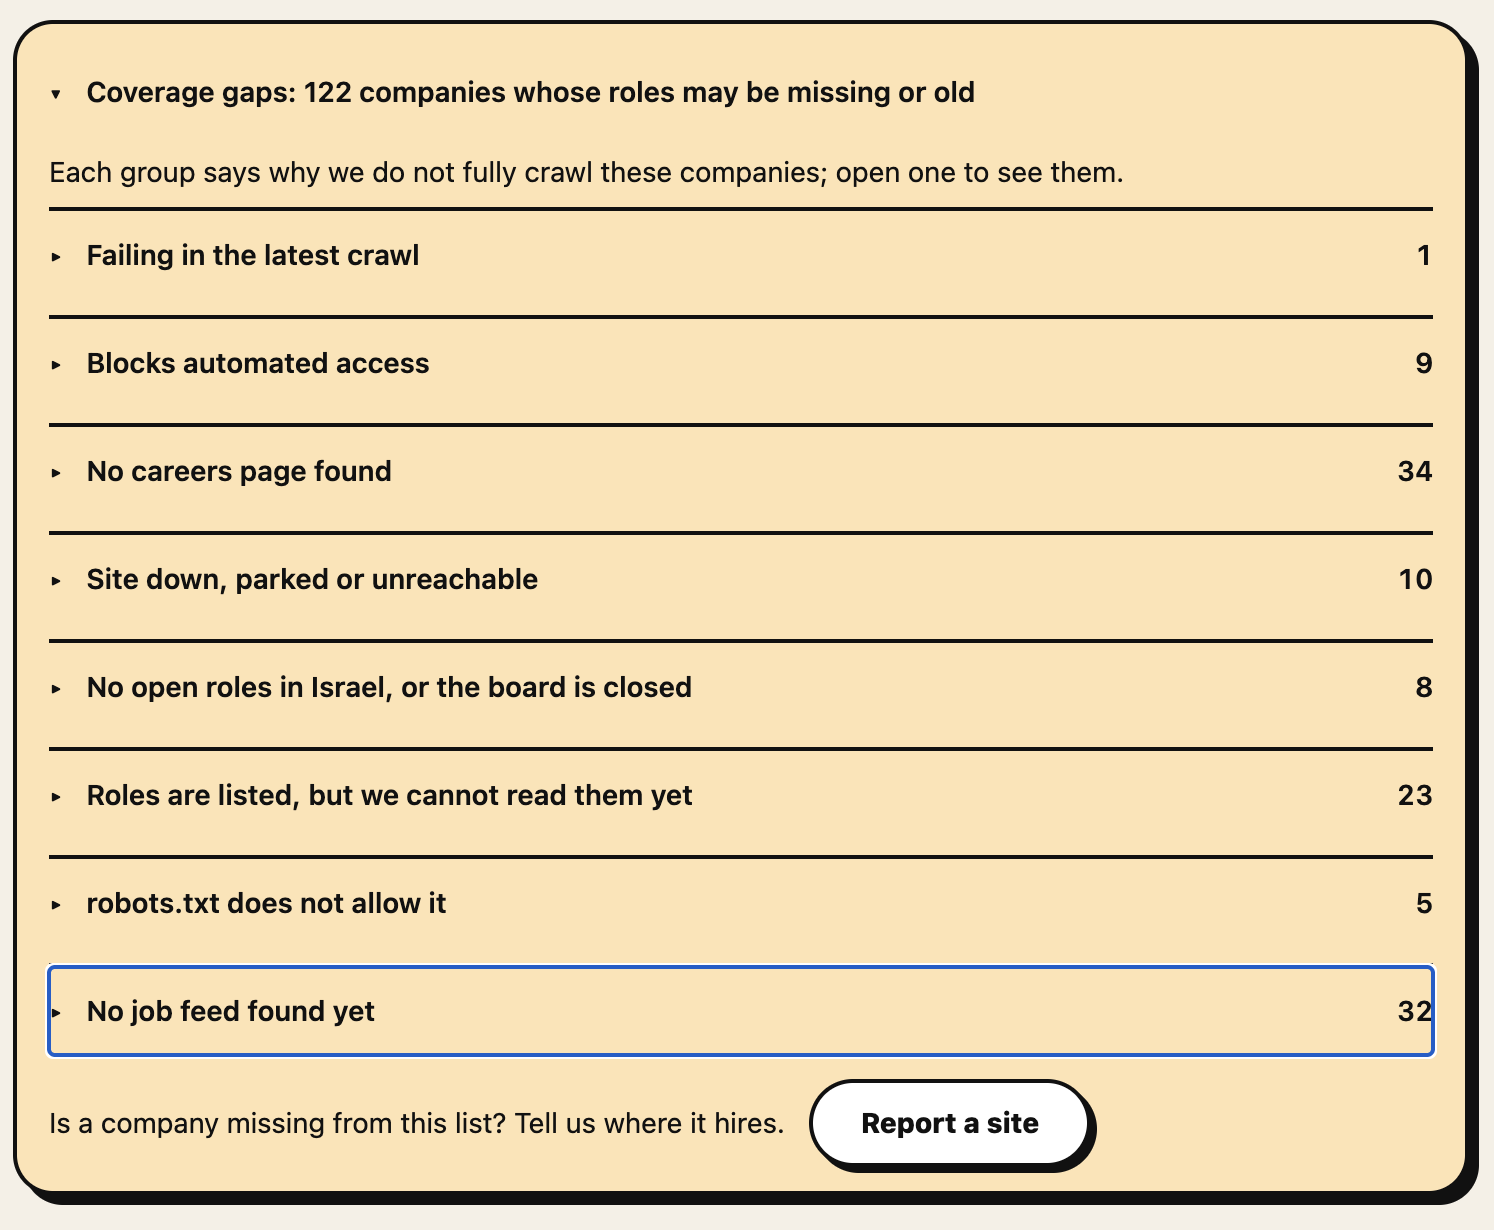 Coverage gaps: 122 companies whose roles may be missing or old
Each group says why we do not fully crawl these companies; open one to see them.
Failing in the latest crawl 1
Blocks automated access 9
No careers page found 34
Site down, parked or unreachable 10
No open roles in Israel, or the board is closed 8
Roles are listed, but we cannot read them yet 23
robots.txt does not allow it 5
No job feed found yet 32
Is a company missing from this list? Tell us where it hires. Report a site